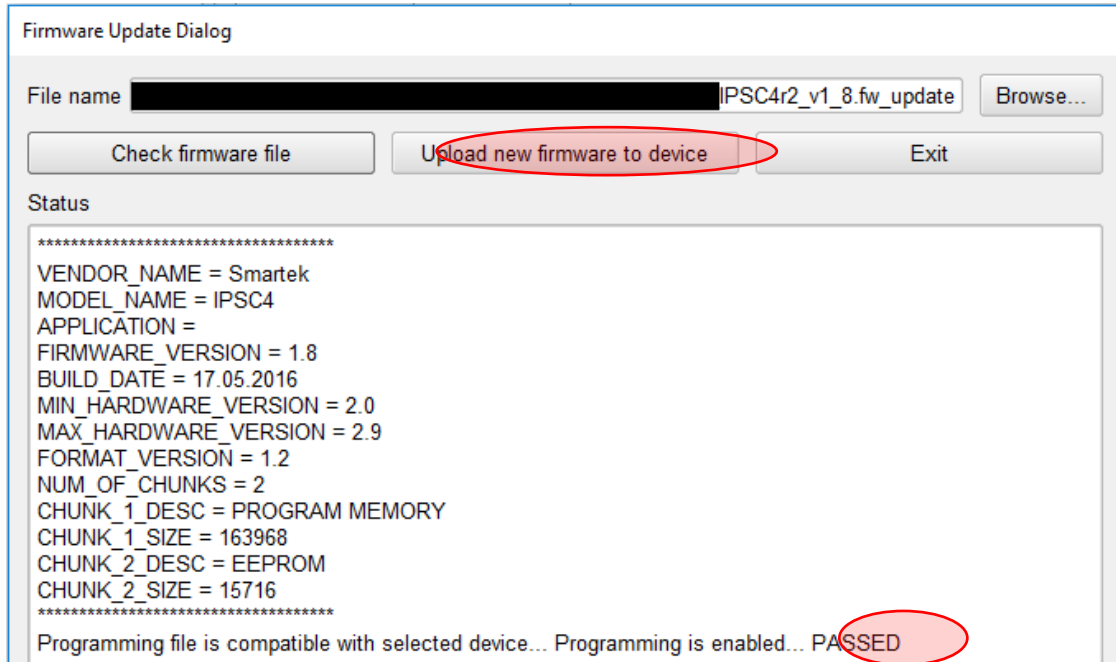 Firmware Update Dialog
File name IPSC4r2_v1_8.fw_update Browse...
Check firmware file Upload new firmware to device Exit
Status
************************************
VENDOR_NAME = Smartek
MODEL_NAME = IPSC4
APPLICATION =
FIRMWARE_VERSION = 1.8
BUILD_DATE = 17.05.2016
MIN_HARDWARE_VERSION = 2.0
MAX_HARDWARE_VERSION = 2.9
FORMAT_VERSION = 1.2
NUM_OF_CHUNKS = 2
CHUNK_1_DESC = PROGRAM MEMORY
CHUNK_1_SIZE = 163968
CHUNK_2_DESC = EEPROM
CHUNK_2_SIZE = 15716
************************************
Programming file is compatible with selected device... Programming is enabled... PASSED